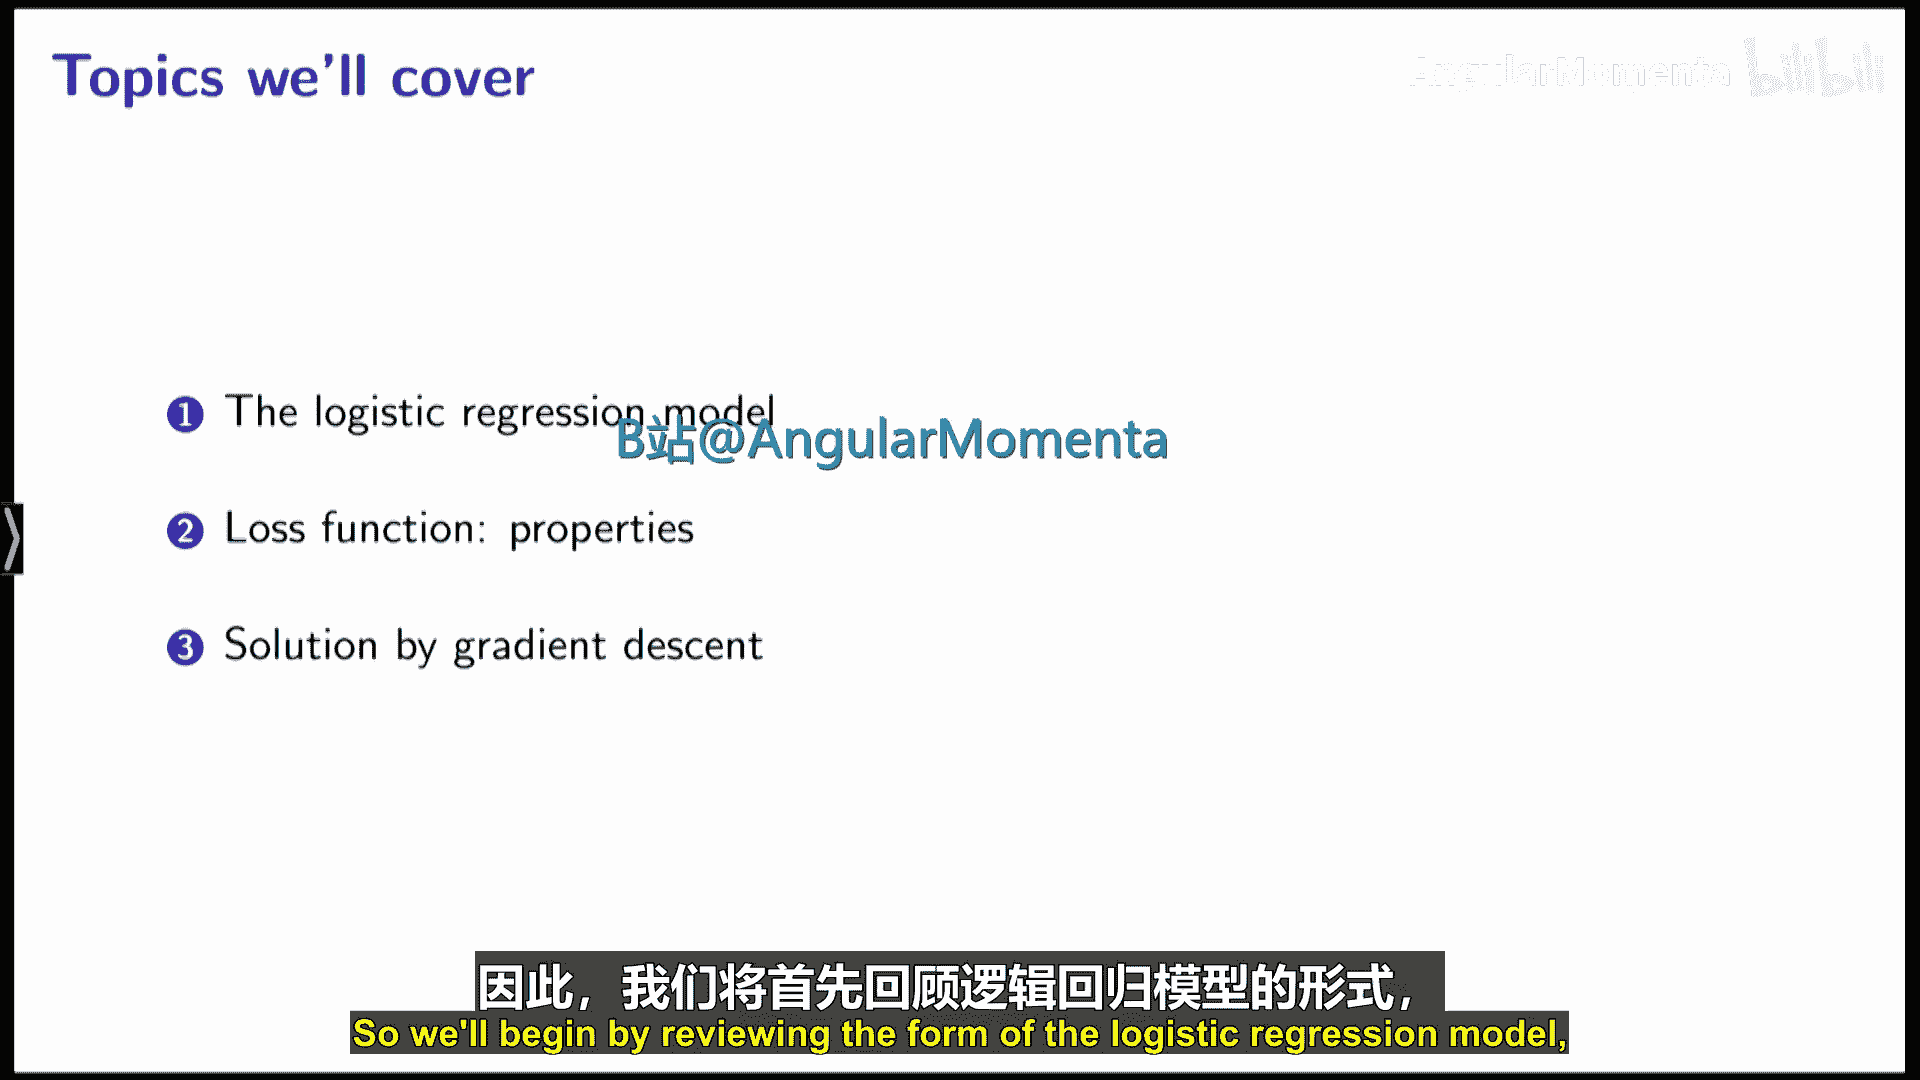 Topics we'll cover
AngularMomenta bilibili
1 The logistic regression model
B站@AngularMomenta
2 Loss function: properties
3 Solution by gradient descent
因此，我们将首先回顾逻辑回归模型的形式，
So we'll begin by reviewing the form of the logistic regression model,